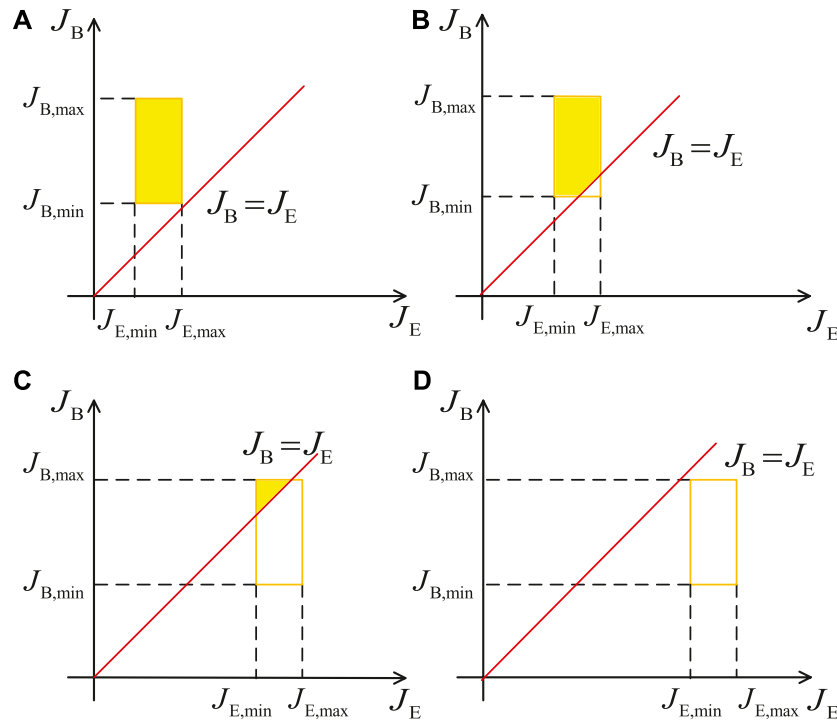 A
J_B
J_B,max
J_B,min
J_B = J_E
J_E,min
J_E,max
J_E
B
J_B
J_B,max
J_B,min
J_B = J_E
J_E,min
J_E,max
J_E
C
J_B
J_B = J_E
J_B,max
J_B,min
J_E,min
J_E,max
J_E
D
J_B
J_B = J_E
J_B,max
J_B,min
J_E,min
J_E,max
J_E